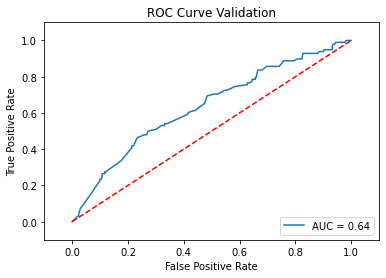 ROC Curve Validation
True Positive Rate
1.0
0.8
0.6
0.4
0.2
0.0
AUC = 0.64
0.0 0.2 0.4 0.6 0.8 1.0
False Positive Rate